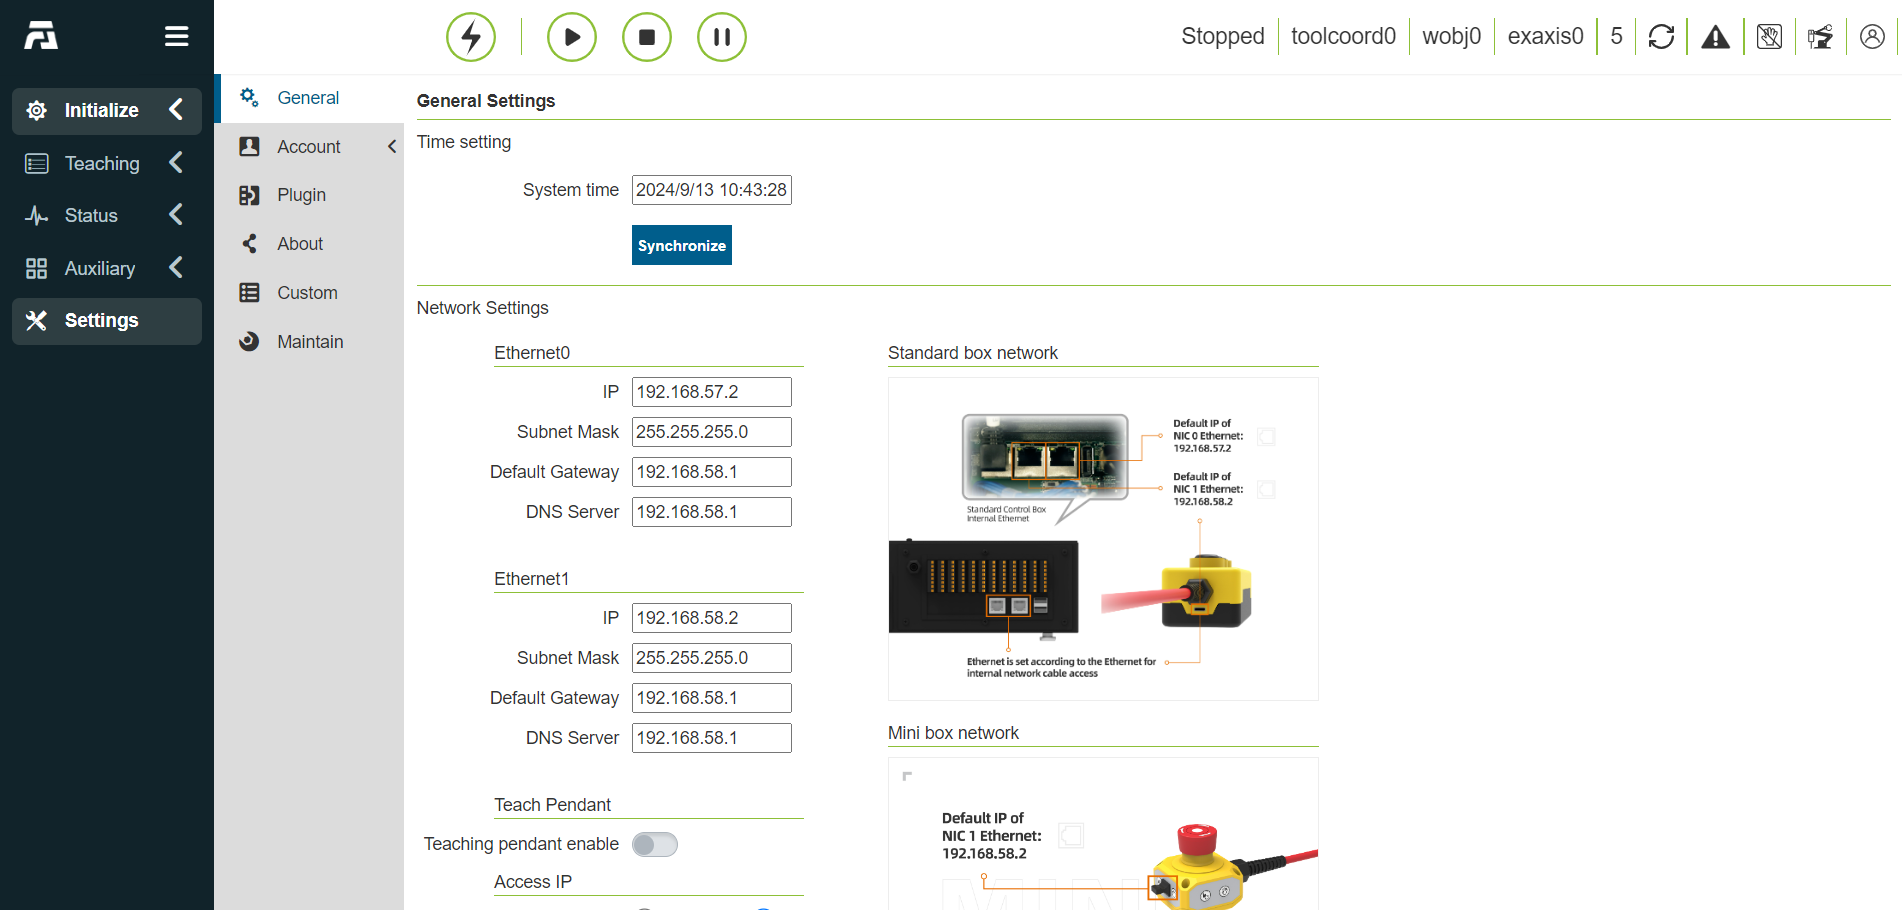 Stopped
toolcoord0
wobj0
exaxis0
5
Initialize
Teaching
Status
Auxiliary
Settings
General
Account
Plugin
About
Custom
Maintain
General Settings
Time setting
System time 2024/9/13 10:43:28
Synchronize
Network Settings
Ethernet0
IP 192.168.57.2
Subnet Mask 255.255.255.0
Default Gateway 192.168.58.1
DNS Server 192.168.58.1
Ethernet1
IP 192.168.58.2
Subnet Mask 255.255.255.0
Default Gateway 192.168.58.1
DNS Server 192.168.58.1
Teach Pendant
Teaching pendant enable
Access IP
Standard box network
Default IP of
NIC 0 Ethernet:
192.168.57.2
Default IP of
NIC 1 Ethernet:
192.168.58.2
Standard Control Box
Internal Ethernet
Ethernet is set according to the Ethernet for
internal network cable access
Mini box network
Default IP of
NIC 1 Ethernet:
192.168.58.2
MINI